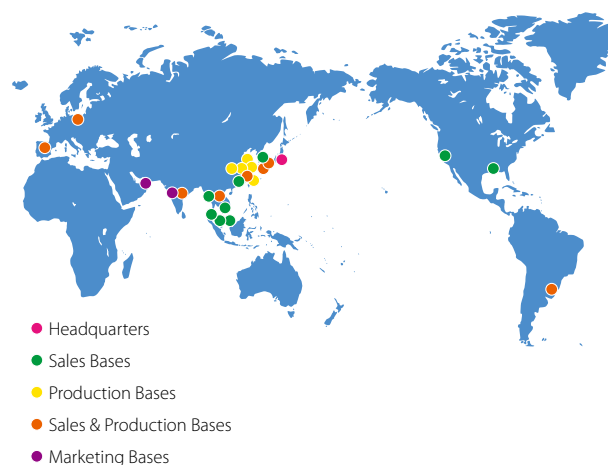 Headquarters
Sales Bases
Production Bases
Sales & Production Bases
Marketing Bases